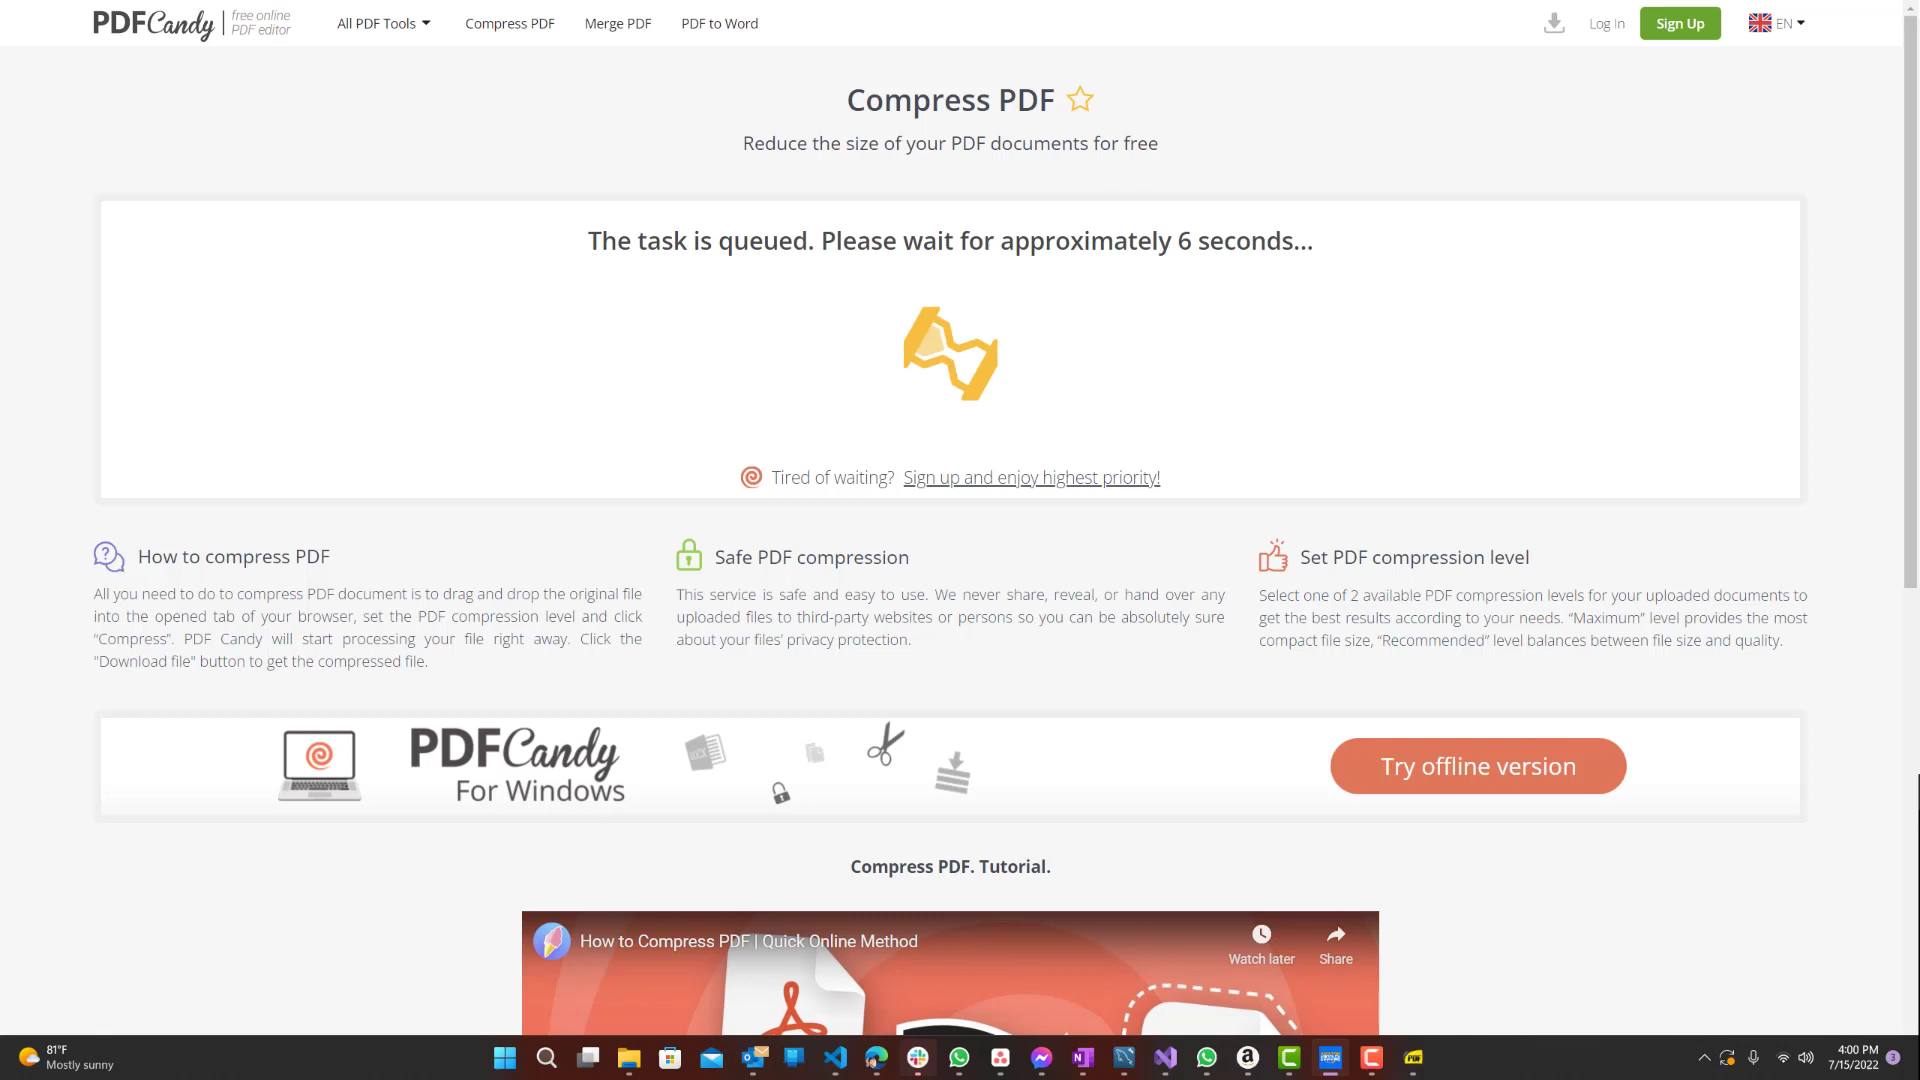 PDFCandy free online PDF editor
All PDF Tools Compress PDF Merge PDF PDF to Word
Log In Sign Up EN
Compress PDF
Reduce the size of your PDF documents for free
The task is queued. Please wait for approximately 6 seconds...
Tired of waiting? Sign up and enjoy highest priority!
How to compress PDF
All you need to do to compress PDF document is to drag and drop the original file
into the opened tab of your browser, set the PDF compression level and click
“Compress”. PDF Candy will start processing your file right away. Click the
"Download file" button to get the compressed file.
Safe PDF compression
This service is safe and easy to use. We never share, reveal, or hand over any
uploaded files to third-party websites or persons so you can be absolutely sure
about your files' privacy protection.
Set PDF compression level
Select one of 2 available PDF compression levels for your uploaded documents to
get the best results according to your needs. “Maximum” level provides the most
compact file size, “Recommended” level balances between file size and quality.
PDFCandy
For Windows
Try offline version
Compress PDF. Tutorial.
How to Compress PDF | Quick Online Method
Watch later
Share
81°F
Mostly sunny
4:00 PM
7/15/2022
3